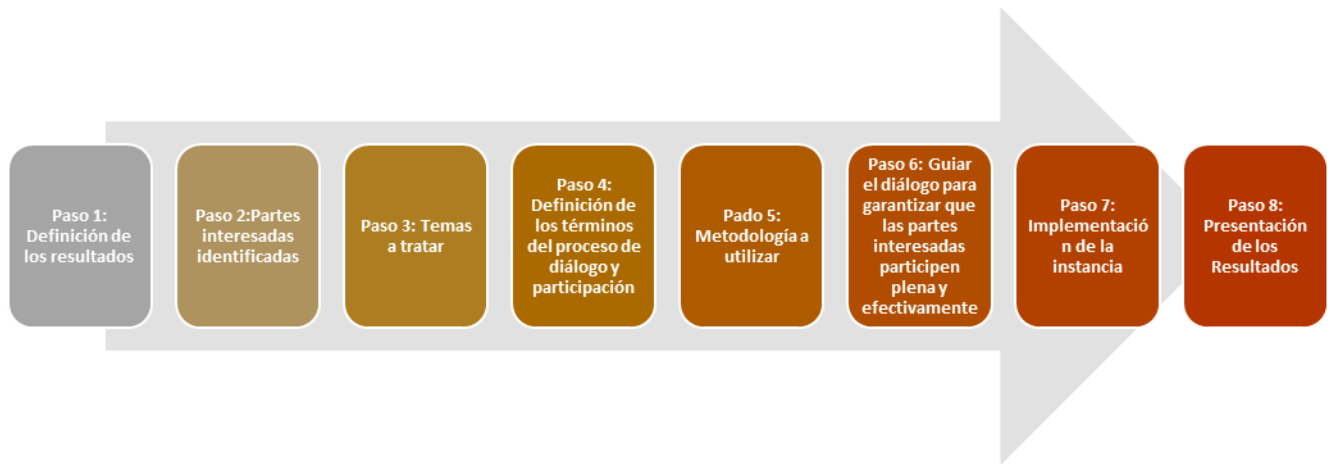 Paso 1:
Definición de
los resultados
Paso 2:Partes
interesadas
identificadas
Paso 3: Temas
a tratar
Paso 4:
Definición de
los términos
del proceso de
diálogo y
participación
Pado 5:
Metodología a
utilizar
Paso 6: Guiar
el diálogo para
garantizar que
las partes
interesadas
participen
plena y
efectivamente
Paso 7:
Implementació
n de la
instancia
Paso 8:
Presentación
de los
Resultados